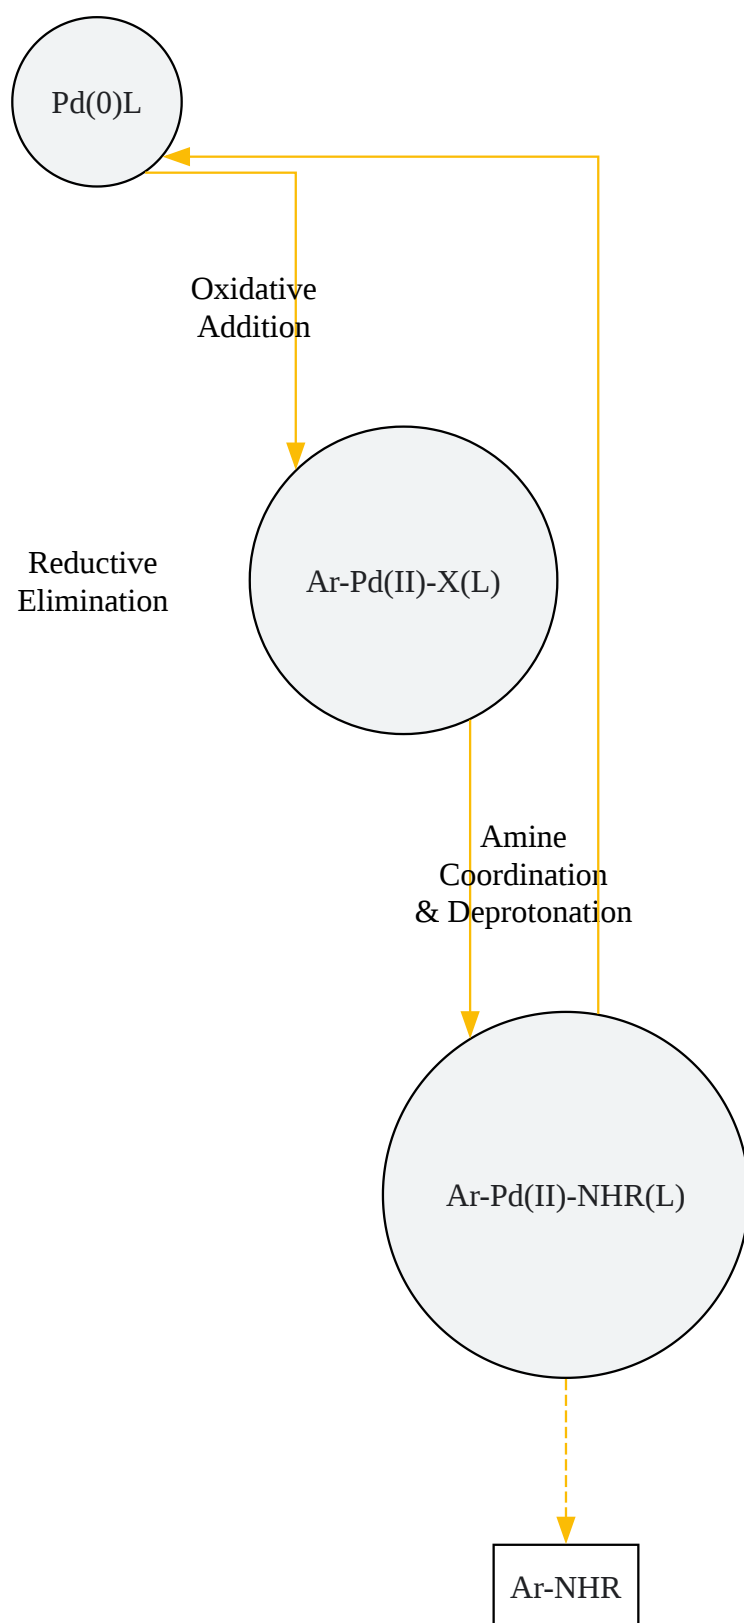 Pd(0)L
Oxidative
Addition
Reductive
Elimination
Ar-Pd(II)-X(L)
Amine
Coordination
& Deprotonation
Ar-Pd(II)-NHR(L)
Ar-NHR